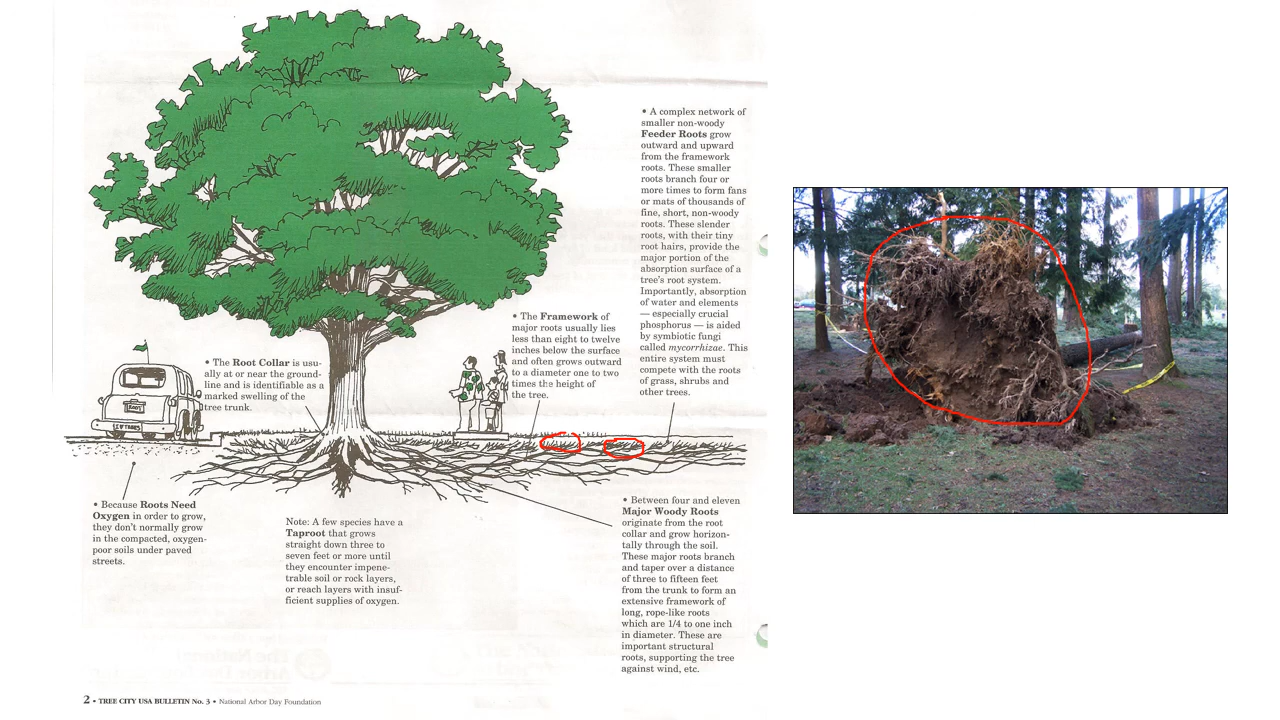 • A complex network of
smaller non-woody
Feeder Roots grow
outward and upward
from the framework
roots. These smaller
roots branch four or
more times to form fans
or mats of thousands of
fine, short, non-woody
roots. These slender
roots, with their tiny
root hairs, provide the
major portion of the
absorption surface of a
tree's root system.
Importantly, absorption
of water and elements
— especially crucial
phosphorus — is aided
by symbiotic fungi
called mycorrhizae. This
entire system must
compete with the roots
of grass, shrubs and
other trees.
• The Framework of
major roots usually lies
less than eight to twelve
inches below the surface
and often grows outward
to a diameter one to two
times the height of
the tree.
• The Root Collar is usu-
ally at or near the ground-
line and is identifiable as a
marked swelling of the
tree trunk.
• Because Roots Need
Oxygen in order to grow,
they don't normally grow
in the compacted, oxygen-
poor soils under paved
streets.
Note: A few species have a
Taproot that grows
straight down three to
seven feet or more until
they encounter impene-
trable soil or rock layers,
or reach layers with insuf-
ficient supplies of oxygen.
• Between four and eleven
Major Woody Roots
originate from the root
collar and grow horizon-
tally through the soil.
These major roots branch
and taper over a distance
of three to fifteen feet
from the trunk to form an
extensive framework of
long, rope-like roots
which are 1/4 to one inch
in diameter. These are
important structural
roots, supporting the tree
against wind, etc.
2 • TREE CITY USA BULLETIN No. 3 • National Arbor Day Foundation